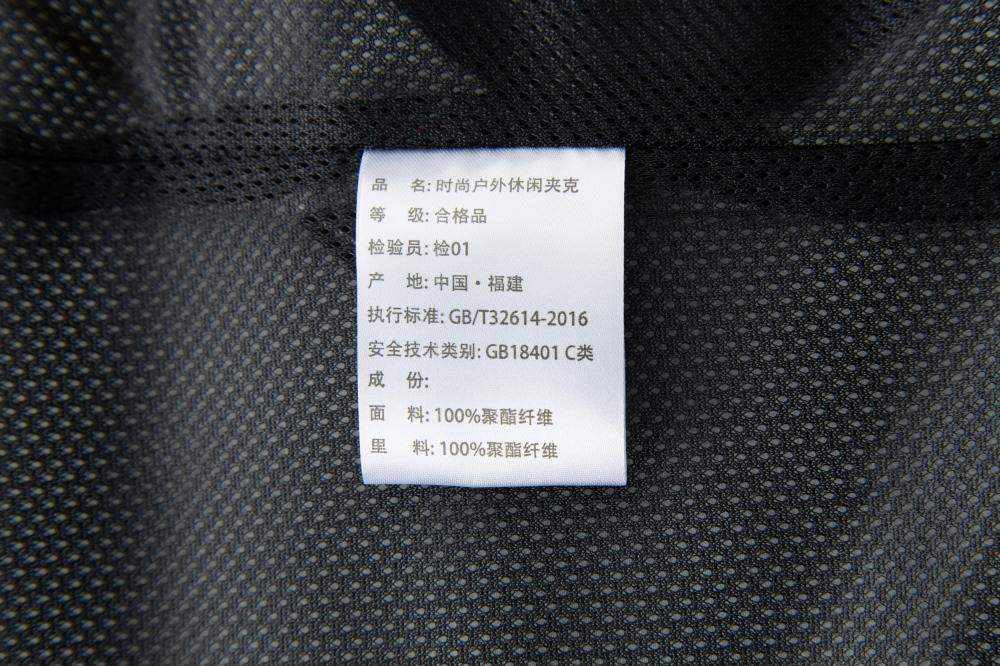 品 名: 时尚户外休闲夹克
等 级: 合格品
检验员: 检01
产 地: 中国·福建
执行标准: GB/T32614-2016
安全技术类别: GB18401 C类
成 份:
面 料: 100%聚酯纤维
里 料: 100%聚酯纤维